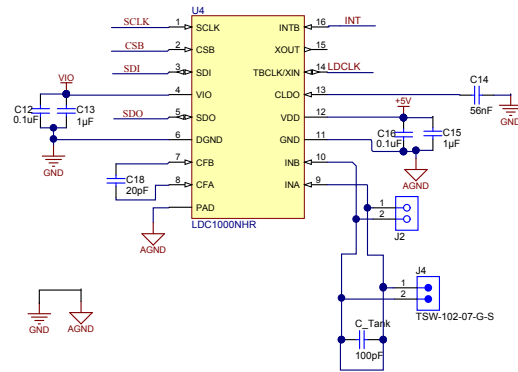 U4
SCLK 1 SCLK INTB 16 INT
CSB 2 CSB XOUT 15
SDI 3 SDI TBCLK/XIN 14 LDCLK
VIO 4 VIO CLDO 13 C14
56nF
GND
C12 C13
0.1uF 1µF
SDO 5 SDO VDD 12 +5V
6 DGND GND 11
C16 C15
0.1uF 1µF
GND
AGND
7 CFB INB 10
C18
20pF
8 CFA INA 9
PAD
LDC1000NHR
AGND
1
2
J2
J4
1
2
TSW-102-07-G-S
C_Tank
100pF
GND AGND